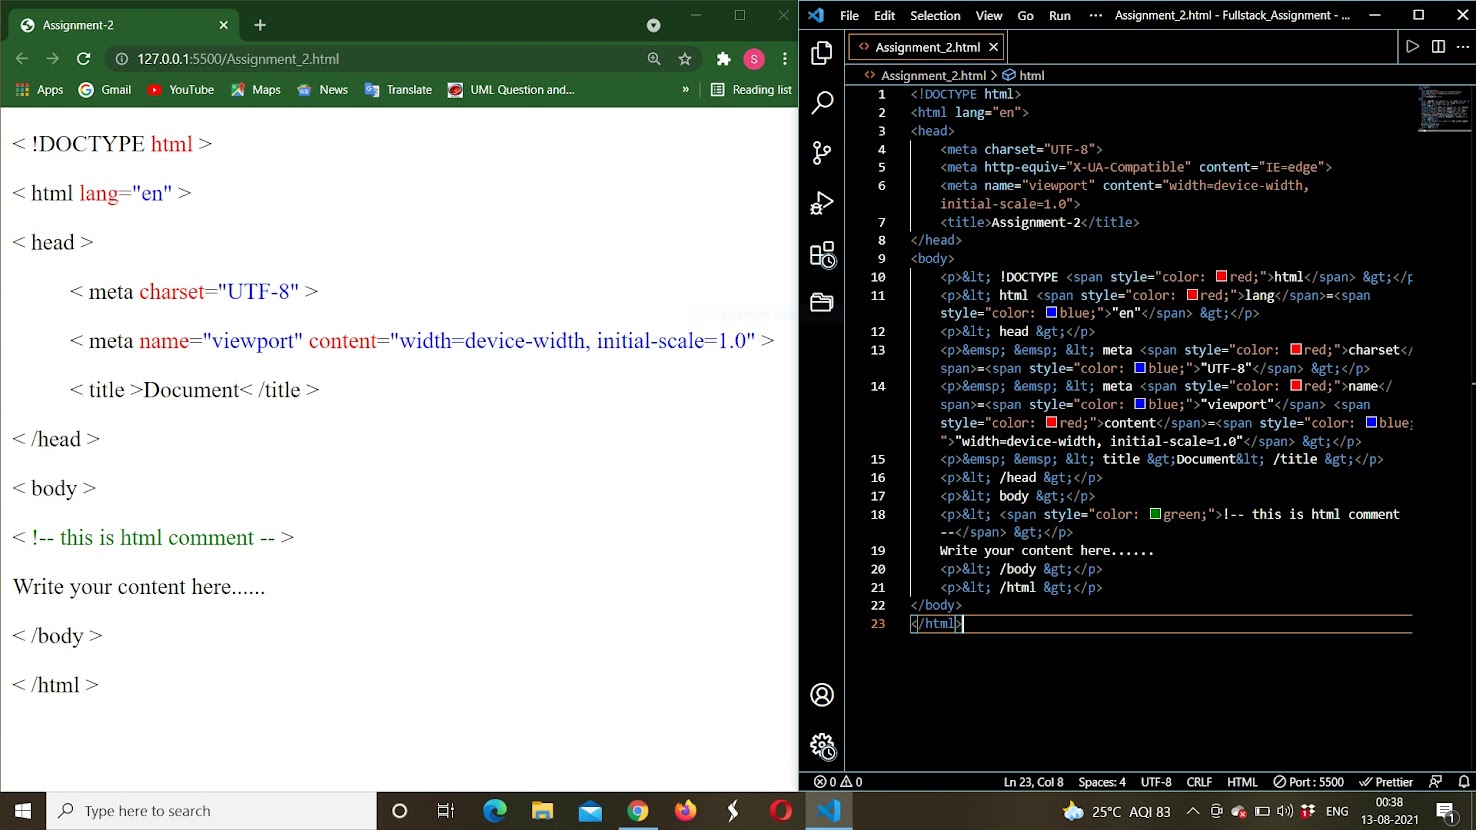 Assignment-2
127.0.0.1:5500/Assignment_2.html
S
Apps Gmail YouTube Maps News Translate UML Question and... » Reading list
< !DOCTYPE html >
< html lang="en" >
< head >
< meta charset="UTF-8" >
< meta name="viewport" content="width=device-width, initial-scale=1.0" >
< title >Document< /title >
< /head >
< body >
< !-- this is html comment -- >
Write your content here......
< /body >
< /html >
File Edit Selection View Go Run ··· Assignment_2.html - Fullstack_Assignment - ...
Assignment_2.html
Assignment_2.html > html
1 <!DOCTYPE html>
2 <html lang="en">
3 <head>
4 <meta charset="UTF-8">
5 <meta http-equiv="X-UA-Compatible" content="IE=edge">
6 <meta name="viewport" content="width=device-width,
initial-scale=1.0">
7 <title>Assignment-2</title>
8 </head>
9 <body>
10 <p>&lt; !DOCTYPE <span style="color: red;">html</span> &gt;</p
11 <p>&lt; html <span style="color: red;">lang</span>=<span
style="color: blue;">"en"</span> &gt;</p>
12 <p>&lt; head &gt;</p>
13 <p>&emsp; &emsp; &lt; meta <span style="color: red;">charset</
span>=<span style="color: blue;">"UTF-8"</span> &gt;</p>
14 <p>&emsp; &emsp; &lt; meta <span style="color: red;">name</
span>=<span style="color: blue;">"viewport"</span> <span
style="color: red;">content</span>=<span style="color: blue;
">"width=device-width, initial-scale=1.0"</span> &gt;</p>
15 <p>&emsp; &emsp; &lt; title &gt;Document&lt; /title &gt;</p>
16 <p>&lt; /head &gt;</p>
17 <p>&lt; body &gt;</p>
18 <p>&lt; <span style="color: green;">!-- this is html comment
--</span> &gt;</p>
19 Write your content here......
20 <p>&lt; /body &gt;</p>
21 <p>&lt; /html &gt;</p>
22 </body>
23 </html>
0 0 Ln 23, Col 8 Spaces: 4 UTF-8 CRLF HTML Port : 5500 Prettier
Type here to search
25°C AQI 83 ENG
00:38
13-08-2021
1